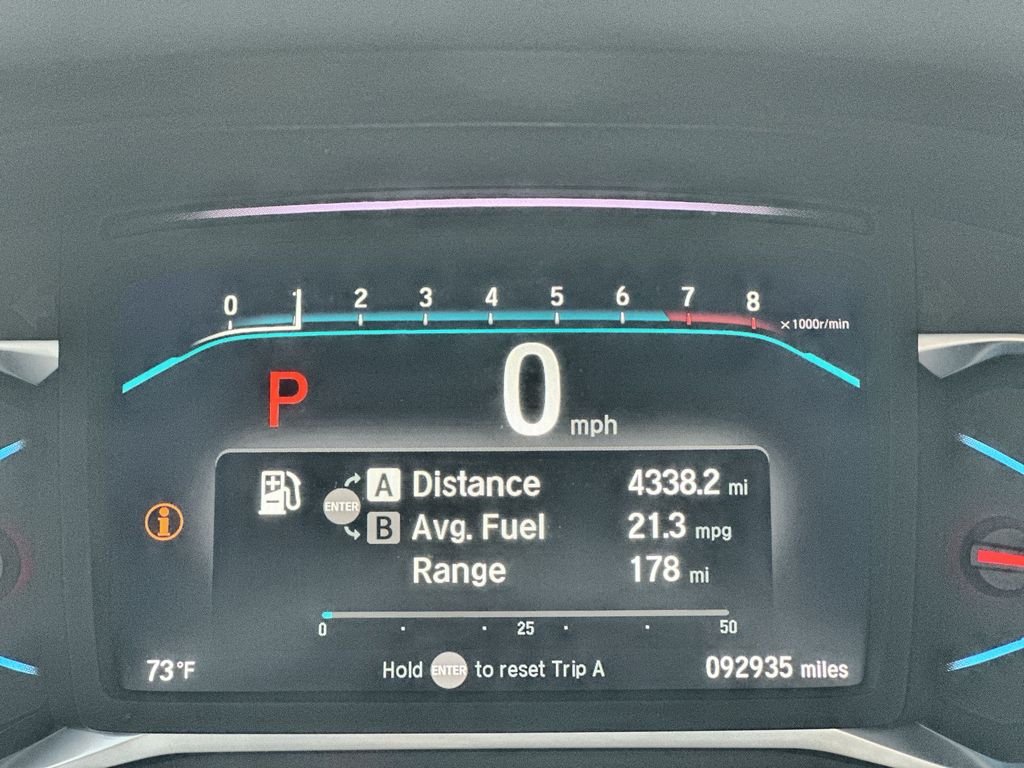 0 1 2 3 4 5 6 7 8 ×1000r/min
P 0 mph
A Distance 4338.2 mi
ENTER
B Avg. Fuel 21.3 mpg
Range 178 mi
0 25 50
73°F Hold ENTER to reset Trip A 092935 miles